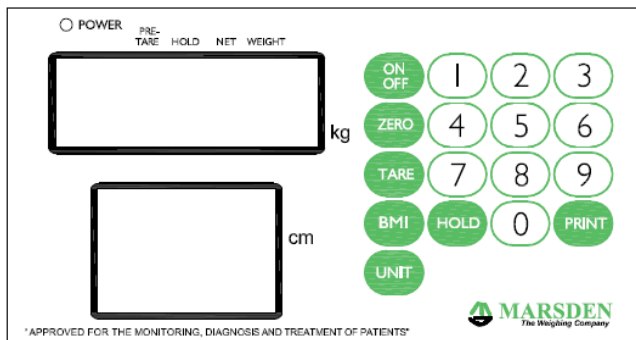 POWER
PRE-
TARE HOLD NET WEIGHT
kg
cm
ON
OFF
1 2 3
ZERO 4 5 6
TARE 7 8 9
BMI HOLD 0 PRINT
UNIT
MARSDEN
The Weighing Company
"APPROVED FOR THE MONITORING, DIAGNOSIS AND TREATMENT OF PATIENTS"